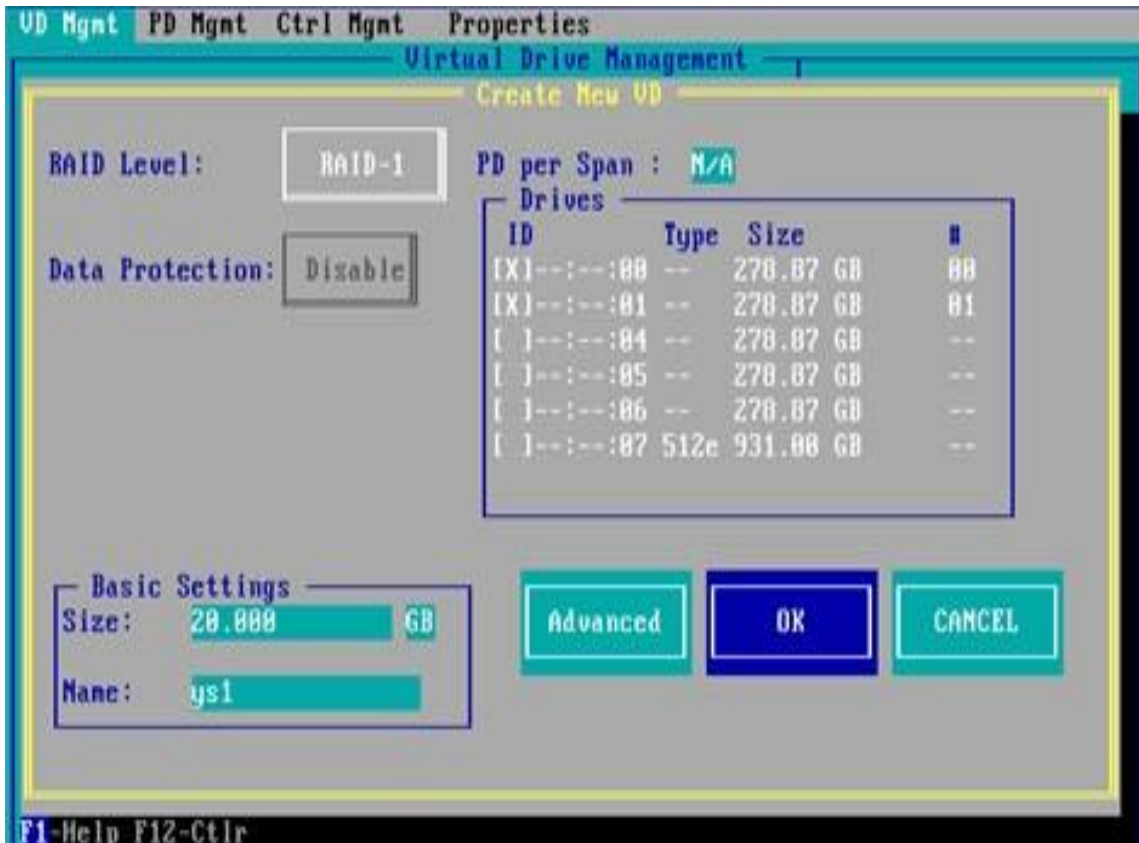 VD Mgmt PD Mgmt Ctrl Mgmt Properties
Virtual Drive Management
Create New VD
RAID Level: RAID-1 PD per Span : N/A
Drives
ID Type Size #
Data Protection: Disable
[X]--:--:00 -- 278.87 GB 00
[X]--:--:01 -- 278.87 GB 01
[ ]--:--:04 -- 278.87 GB --
[ ]--:--:05 -- 278.87 GB --
[ ]--:--:06 -- 278.87 GB --
[ ]--:--:07 512e 931.00 GB --
Basic Settings
Size: 20.000 GB
Name: ys1
Advanced OK CANCEL
F1-Help F12-Ctlr